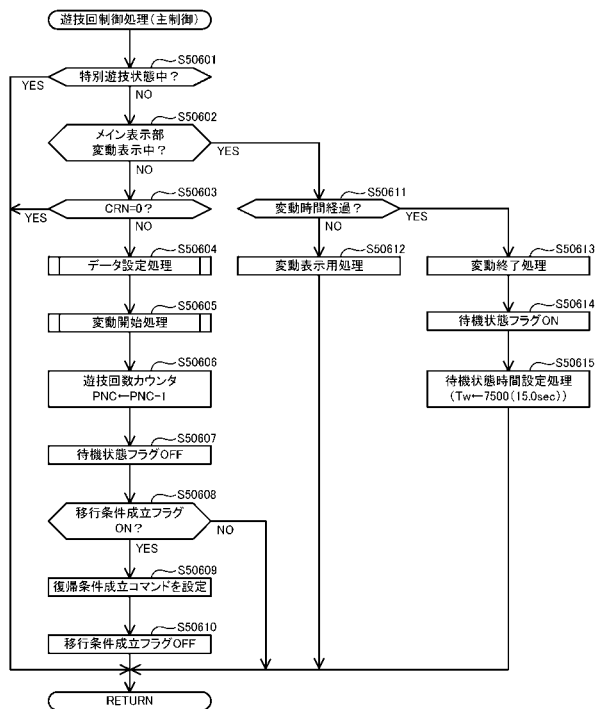 遊技回制御処理(主制御)
S50601
特別遊技状態中?
YES
NO
S50602
メイン表示部
変動表示中?
YES
NO
S50603
CRN=0?
YES
NO
S50604
データ設定処理
S50605
変動開始処理
S50606
遊技回数カウンタ
PNC←PNC-1
S50607
待機状態フラグOFF
S50608
移行条件成立フラグ
ON?
NO
YES
S50609
復帰条件成立コマンドを設定
S50610
移行条件成立フラグOFF
RETURN
S50611
変動時間経過?
YES
NO
S50612
変動表示用処理
S50613
変動終了処理
S50614
待機状態フラグON
S50615
待機状態時間設定処理
(Tw←7500(15.0sec))